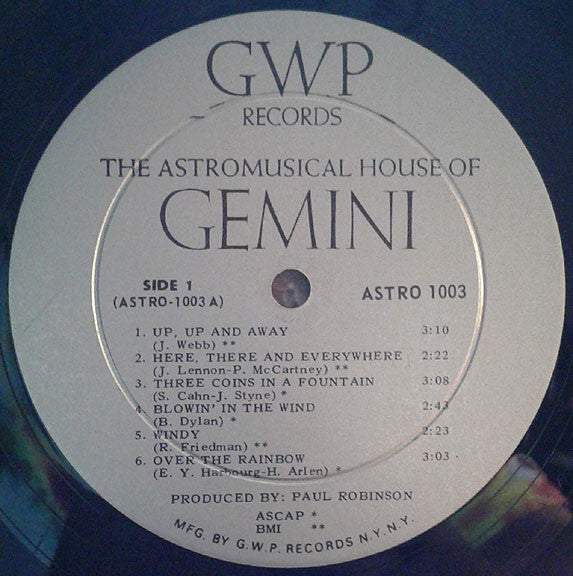 GWP
RECORDS
THE ASTROMUSICAL HOUSE OF
GEMINI
SIDE 1
(ASTRO-1003 A)
ASTRO 1003
1. UP, UP AND AWAY 3:10
(J. Webb) **
2. HERE, THERE AND EVERYWHERE 2:22
(J. Lennon-P. McCartney) **
3. THREE COINS IN A FOUNTAIN 3:08
(S. Cahn-J. Styne) *
4. BLOWIN' IN THE WIND 2:43
(B. Dylan) *
5. WINDY 2:23
(R. Friedman) **
6. OVER THE RAINBOW 3:03
(E. Y. Harbourg-H. Arlen) *
PRODUCED BY: PAUL ROBINSON
ASCAP *
BMI **
MFG. BY G.W.P. RECORDS N.Y.N.Y.